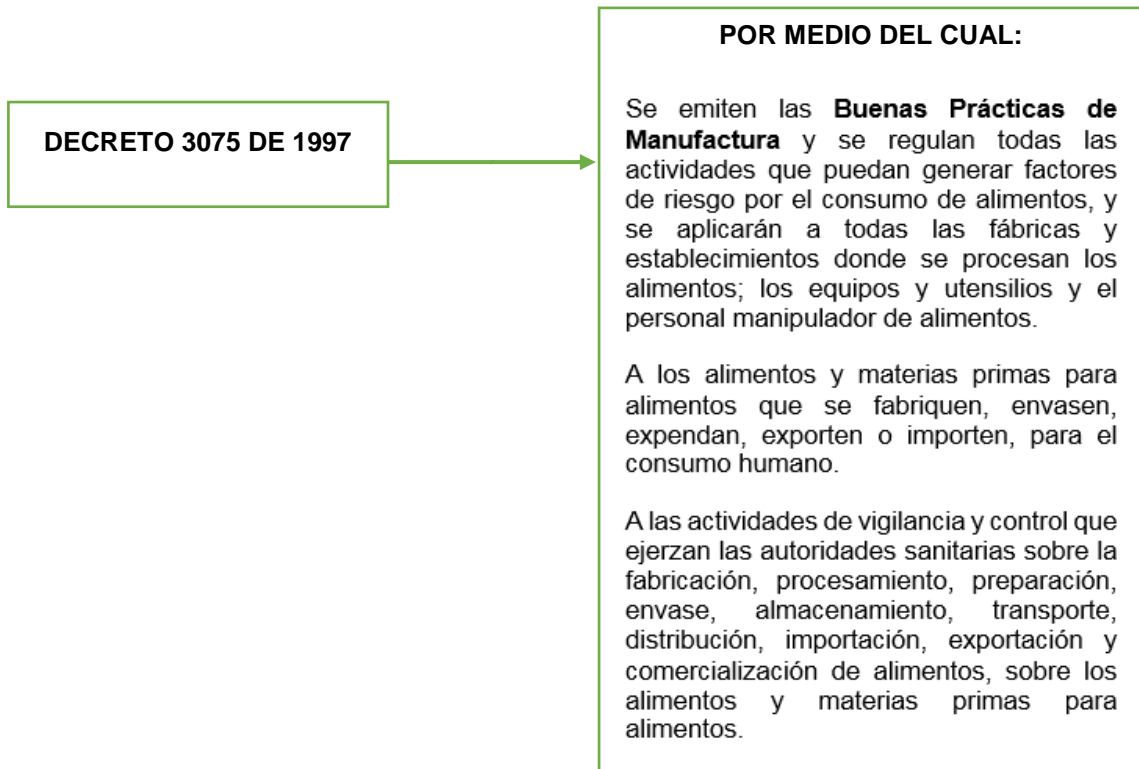 DECRETO 3075 DE 1997
POR MEDIO DEL CUAL:
Se emiten las Buenas Prácticas de
Manufactura y se regulan todas las
actividades que puedan generar factores
de riesgo por el consumo de alimentos, y
se aplicarán a todas las fábricas y
establecimientos donde se procesan los
alimentos; los equipos y utensilios y el
personal manipulador de alimentos.
A los alimentos y materias primas para
alimentos que se fabriquen, envasen,
expendan, exporten o importen, para el
consumo humano.
A las actividades de vigilancia y control que
ejerzan las autoridades sanitarias sobre la
fabricación, procesamiento, preparación,
envase, almacenamiento, transporte,
distribución, importación, exportación y
comercialización de alimentos, sobre los
alimentos y materias primas para
alimentos.